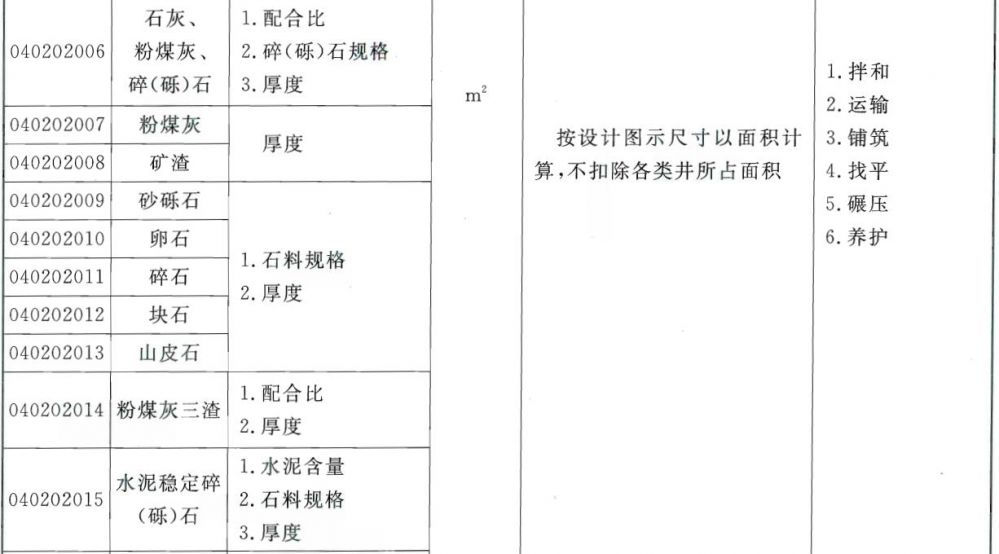 040202006
石灰、
粉煤灰、
碎(砾)石
1.配合比
2.碎(砾)石规格
3.厚度
040202007
粉煤灰
厚度
040202008
矿渣
040202009
砂砾石
1.石料规格
2.厚度
040202010
卵石
040202011
碎石
040202012
块石
040202013
山皮石
040202014
粉煤灰三渣
1.配合比
2.厚度
040202015
水泥稳定碎
(砾)石
1.水泥含量
2.石料规格
3.厚度
m²
按设计图示尺寸以面积计
算,不扣除各类井所占面积
1.拌和
2.运输
3.铺筑
4.找平
5.碾压
6.养护